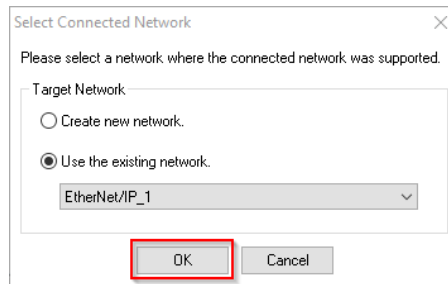 Select Connected Network
Please select a network where the connected network was supported.
Target Network
Create new network.
Use the existing network.
EtherNet/IP_1
OK
Cancel